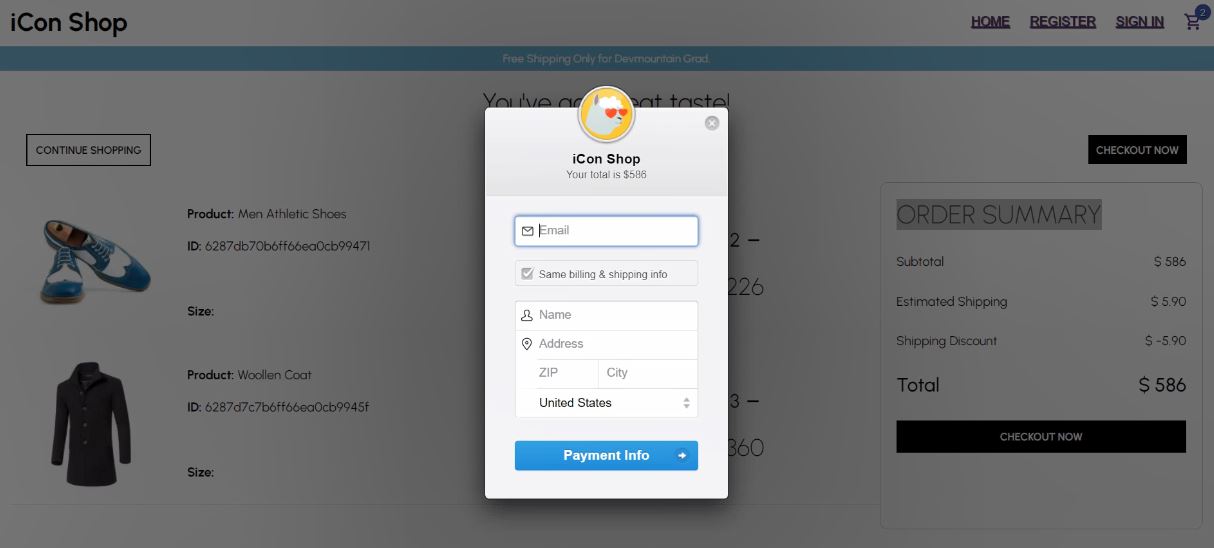 iCon Shop
HOME
REGISTER
SIGN IN
2
Free Shipping Only for Devmountain Grad.
You've go eat taste!
CONTINUE SHOPPING
CHECKOUT NOW
iCon Shop
Your total is $586
Email
Same billing & shipping info
Name
Address
ZIP
City
United States
Payment Info
Product: Men Athletic Shoes
ID: 6287db70b6ff66ea0cb99471
Size:
2 –
226
Product: Woollen Coat
ID: 6287d7c7b6ff66ea0cb9945f
Size:
3 –
360
ORDER SUMMARY
Subtotal
$ 586
Estimated Shipping
$ 5.90
Shipping Discount
$ -5.90
Total
$ 586
CHECKOUT NOW